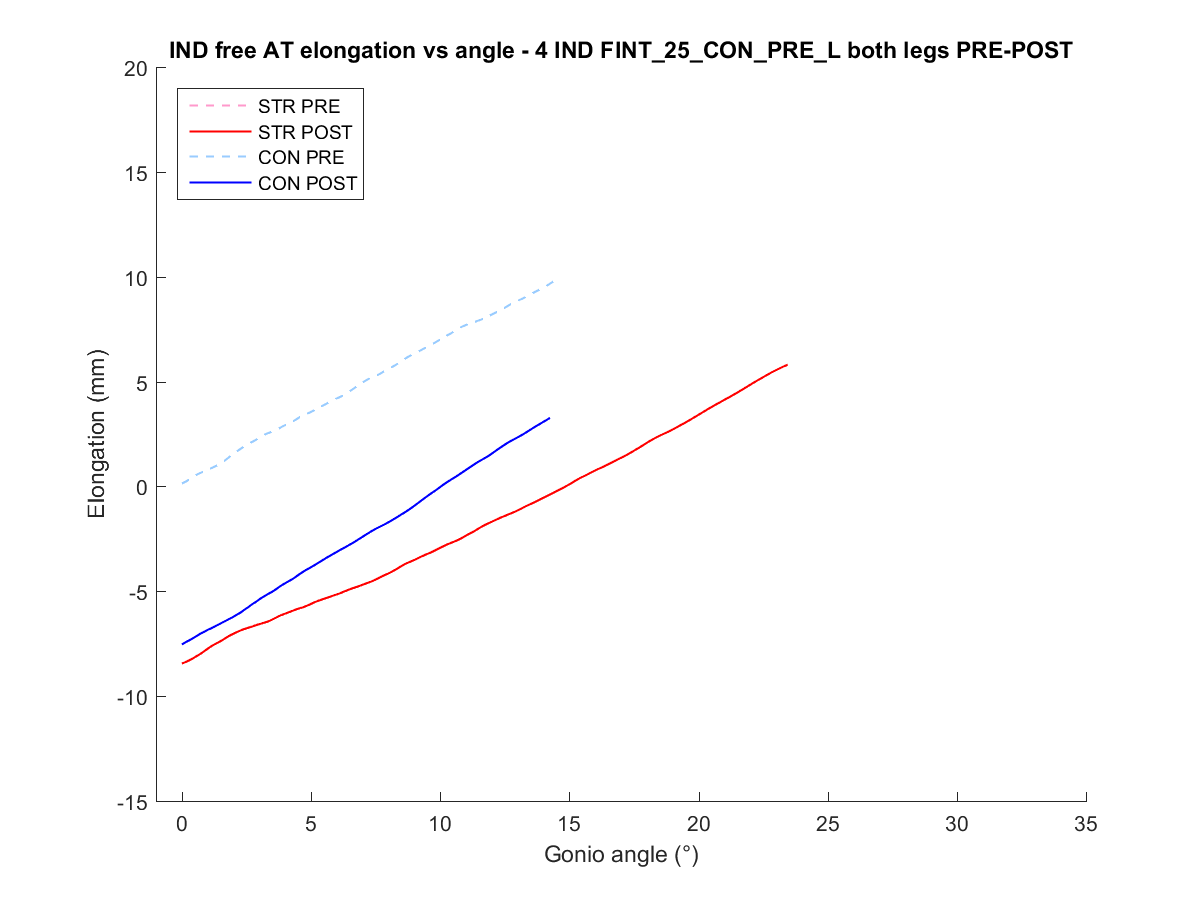 IND free AT elongation vs angle - 4 IND FINT_25_CON_PRE_L both legs PRE-POST
20
15
10
5
0
-5
-10
-15
Elongation (mm)
STR PRE
STR POST
CON PRE
CON POST
0 5 10 15 20 25 30 35
Gonio angle (°)